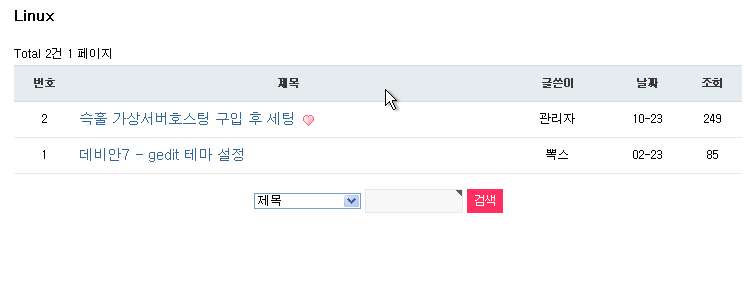 Linux
Total 2건 1 페이지
번호 제목 글쓴이 날짜 조회
2 슥홀 가상서버호스팅 구입 후 세팅 관리자 10-23 249
1 데비안7 - gedit 테마 설정 뽁스 02-23 85
제목 검색